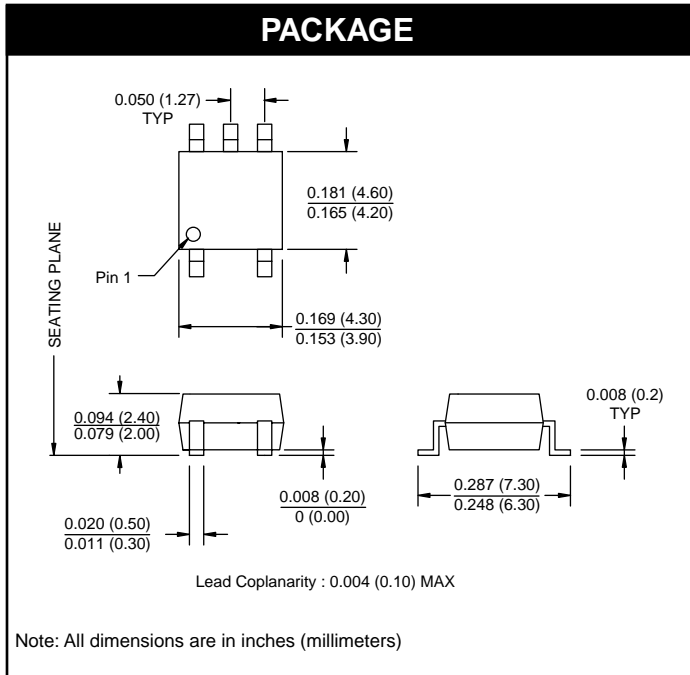 PACKAGE
0.050 (1.27)
TYP
0.181 (4.60)
0.165 (4.20)
SEATING PLANE
Pin 1
0.169 (4.30)
0.153 (3.90)
0.094 (2.40)
0.079 (2.00)
0.008 (0.2)
TYP
0.008 (0.20)
0 (0.00)
0.287 (7.30)
0.248 (6.30)
0.020 (0.50)
0.011 (0.30)
Lead Coplanarity : 0.004 (0.10) MAX
Note: All dimensions are in inches (millimeters)